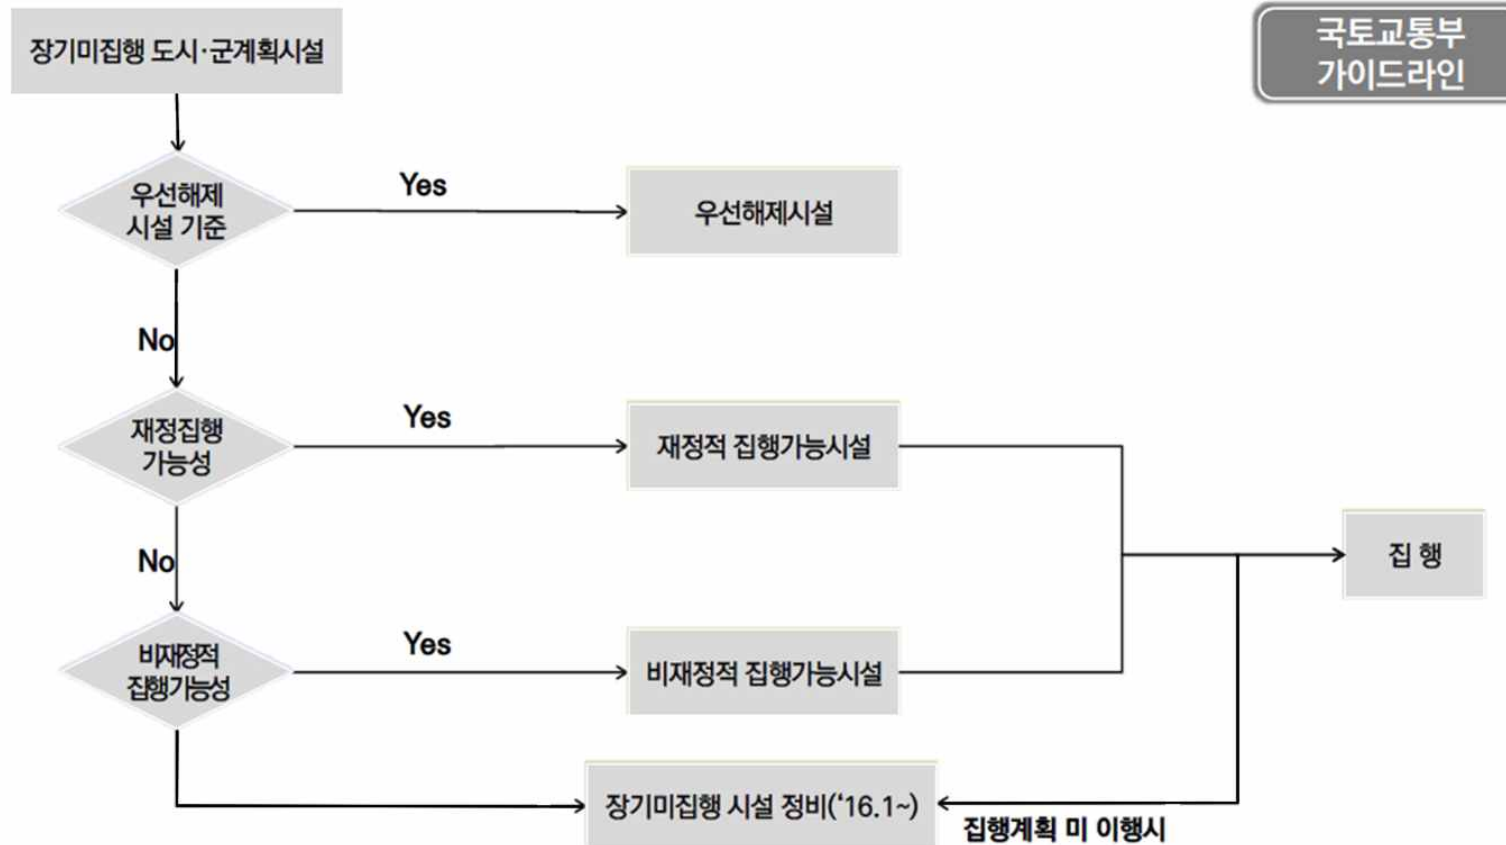 장기미집행 도시·군계획시설
국토교통부
가이드라인
우선해제
시설 기준
Yes
우선해제시설
No
재정집행
가능성
Yes
재정적 집행가능시설
집 행
No
비재정적
집행가능성
Yes
비재정적 집행가능시설
장기미집행 시설 정비(‘16.1~)
집행계획 미 이행시